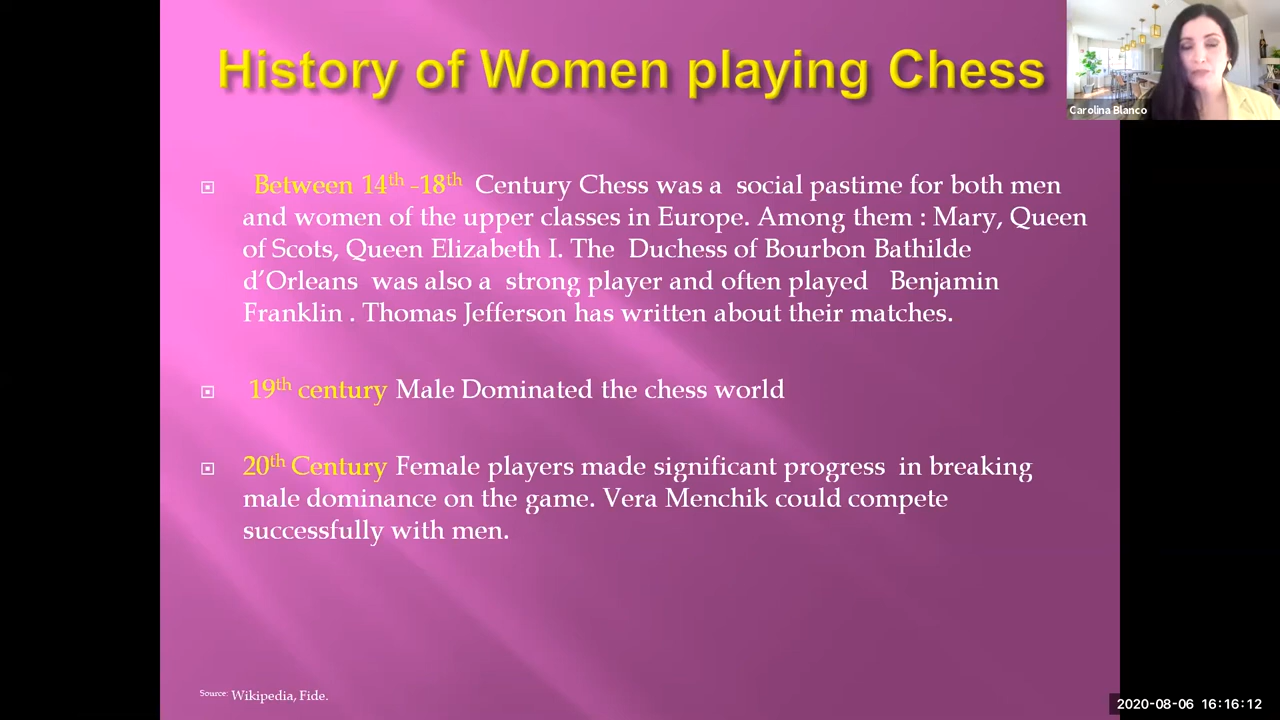 History of Women playing Chess
Carolina Blanco
Between 14th -18th Century Chess was a social pastime for both men
and women of the upper classes in Europe. Among them : Mary, Queen
of Scots, Queen Elizabeth I. The Duchess of Bourbon Bathilde
d’Orleans was also a strong player and often played Benjamin
Franklin . Thomas Jefferson has written about their matches.
19th century Male Dominated the chess world
20th Century Female players made significant progress in breaking
male dominance on the game. Vera Menchik could compete
successfully with men.
Source: Wikipedia, Fide.
2020-08-06 16:16:12